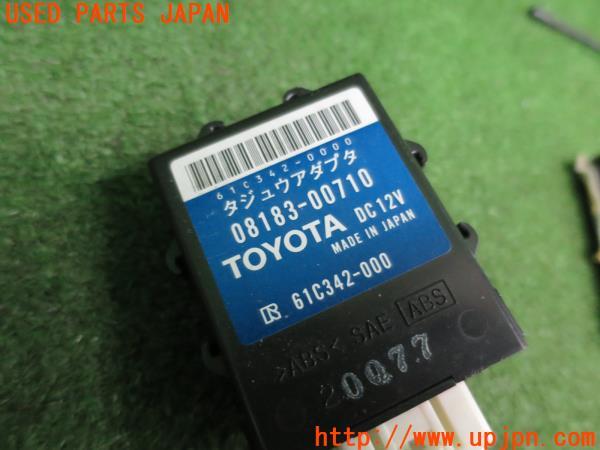 USED PARTS JAPAN
61C342-0000
タジュウアダプタ
08183-00710
TOYOTA DC12V
MADE IN JAPAN
61C342-000
>ABS< SAE ABS
20Q77
Copyright(C)
www.upjpn.com